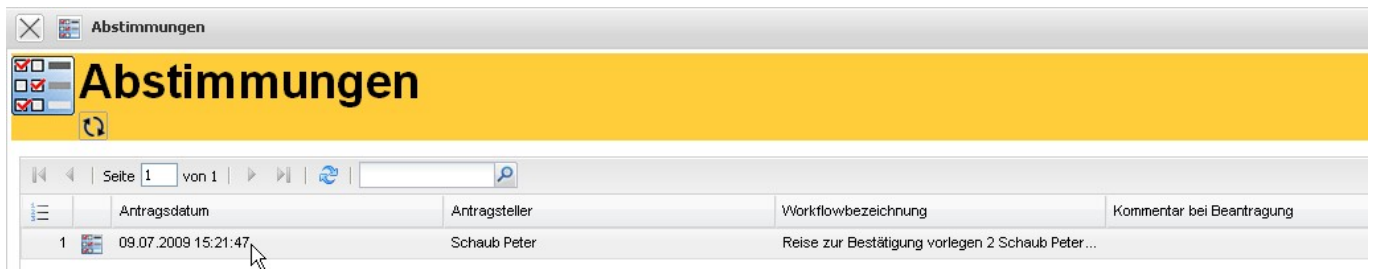 Abstimmungen
Abstimmungen
Seite 1 von 1
Antragsdatum Antragsteller Workflowbezeichnung Kommentar bei Beantragung
1 09.07.2009 15:21:47 Schaub Peter Reise zur Bestätigung vorlegen 2 Schaub Peter...